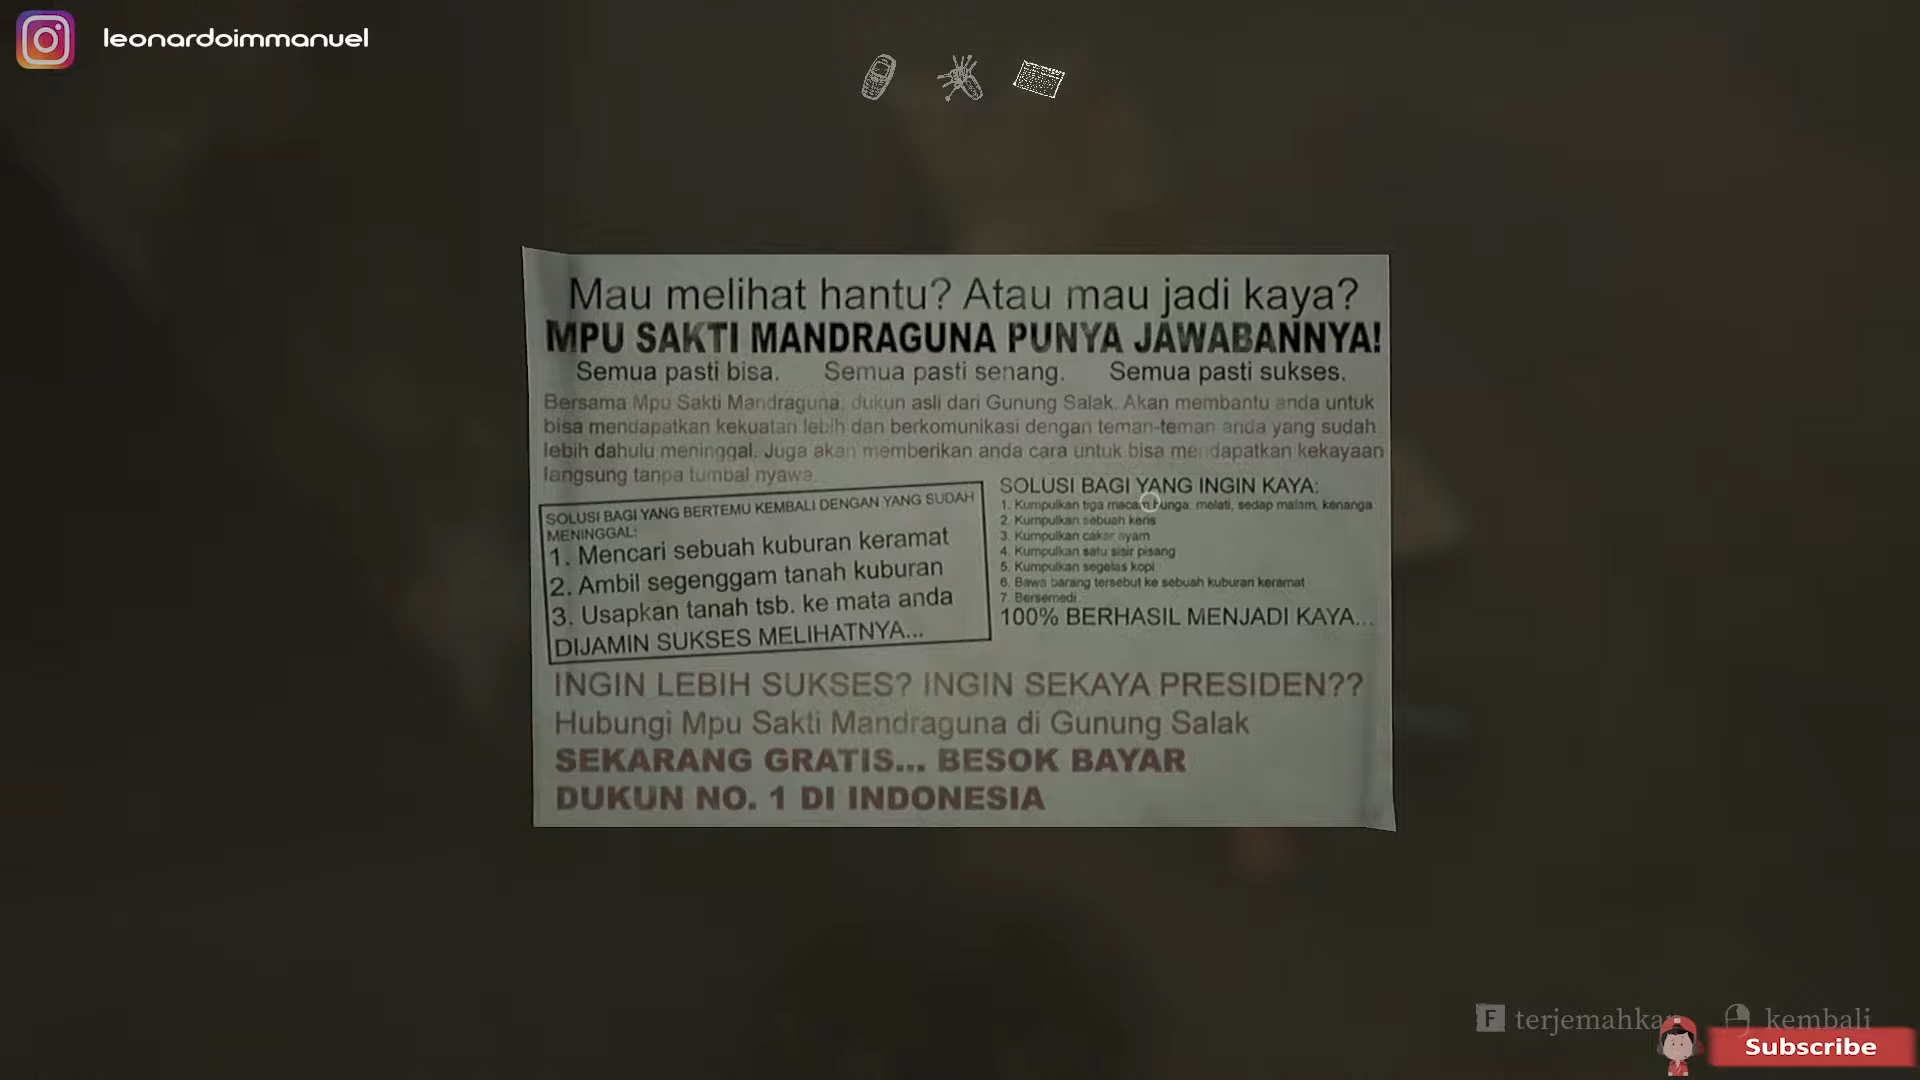 leonardoimmanuel
Mau melihat hantu? Atau mau jadi kaya?
MPU SAKTI MANDRAGUNA PUNYA JAWABANNYA!
Semua pasti bisa. Semua pasti senang. Semua pasti sukses.
Bersama Mpu Sakti Mandraguna, dukun asli dari Gunung Salak. Akan membantu anda untuk
bisa mendapatkan kekuatan lebih dan berkomunikasi dengan teman-teman anda yang sudah
lebih dahulu meninggal. Juga akan memberikan anda cara untuk bisa mendapatkan kekayaan
langsung tanpa tumbal nyawa.
SOLUSI BAGI YANG BERTEMU KEMBALI DENGAN YANG SUDAH
MENINGGAL:
1. Mencari sebuah kuburan keramat
2. Ambil segenggam tanah kuburan
3. Usapkan tanah tsb. ke mata anda
DIJAMIN SUKSES MELIHATNYA...
SOLUSI BAGI YANG INGIN KAYA:
1. Kumpulkan tiga macam bunga: melati, sedap malam, kenanga
2. Kumpulkan sebuah keris
3. Kumpulkan cakar ayam
4. Kumpulkan satu sisir pisang
5. Kumpulkan segelas kopi
6. Bawa barang tersebut ke sebuah kuburan keramat
7. Bersemedi.
100% BERHASIL MENJADI KAYA...
INGIN LEBIH SUKSES? INGIN SEKAYA PRESIDEN??
Hubungi Mpu Sakti Mandraguna di Gunung Salak
SEKARANG GRATIS... BESOK BAYAR
DUKUN NO. 1 DI INDONESIA
F terjemahkan kembali
Subscribe